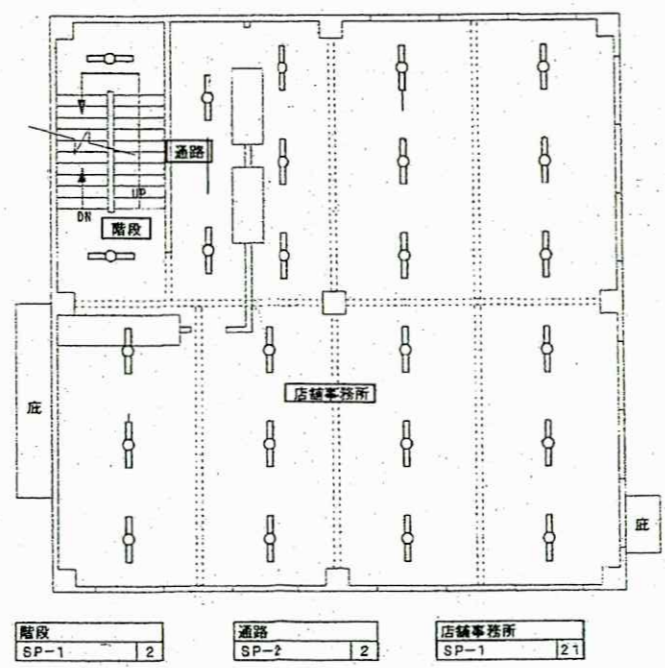 通路
UP
DN
階段
店舗事務所
庇
庇
階段
SP-1 2
通路
SP-2 2
店舗事務所
SP-1 21